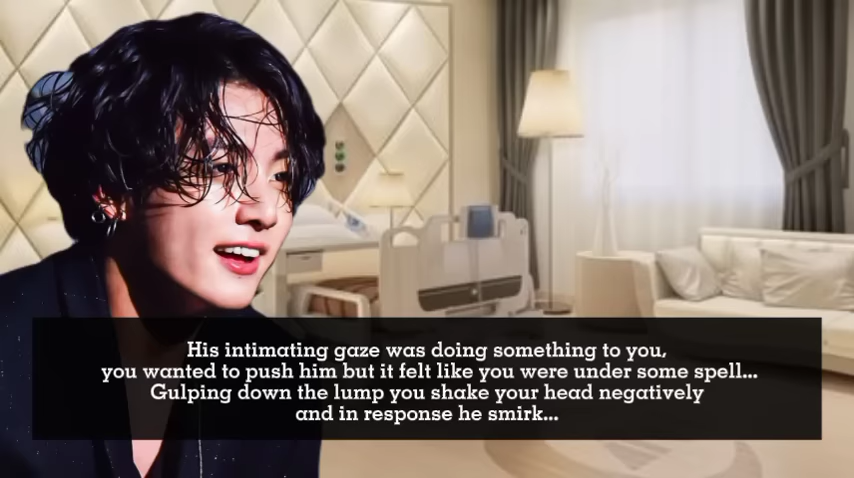 His intimating gaze was doing something to you,
you wanted to push him but it felt like you were under some spell...
Gulping down the lump you shake your head negatively
and in response he smirk...